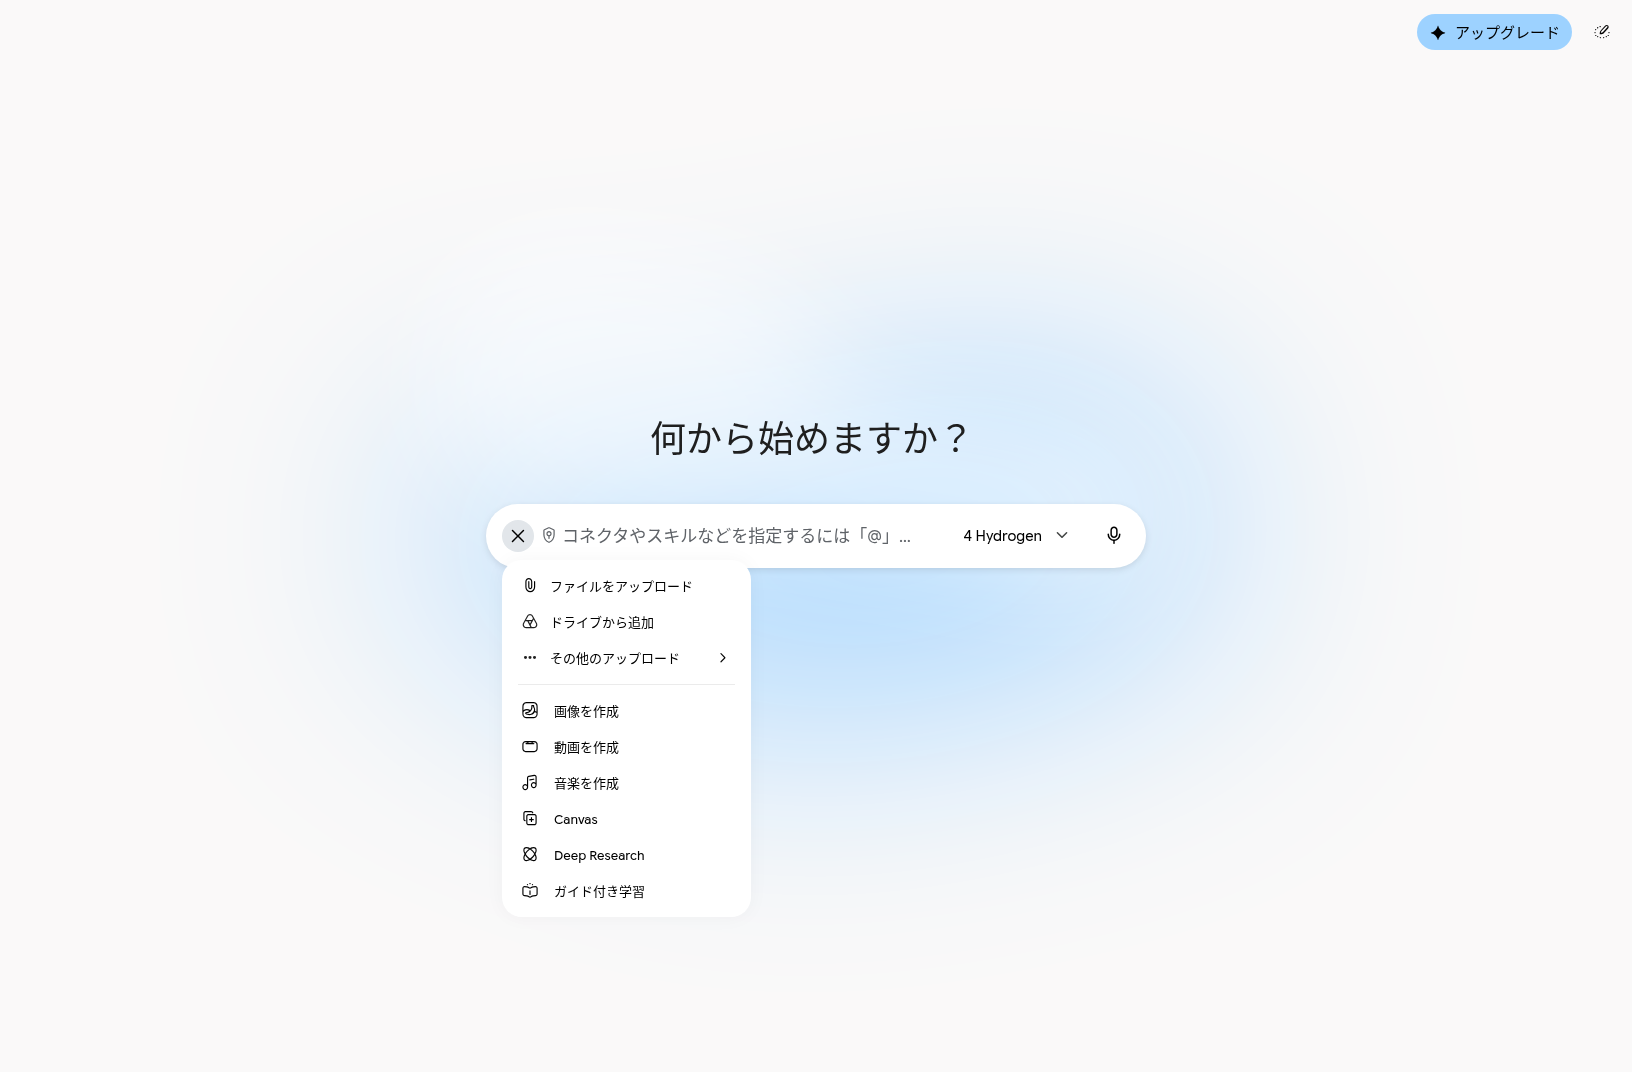 アップグレード
何から始めますか？
コネクタやスキルなどを指定するには「@」... 4 Hydrogen
ファイルをアップロード
ドライブから追加
その他のアップロード
画像を作成
動画を作成
音楽を作成
Canvas
Deep Research
ガイド付き学習